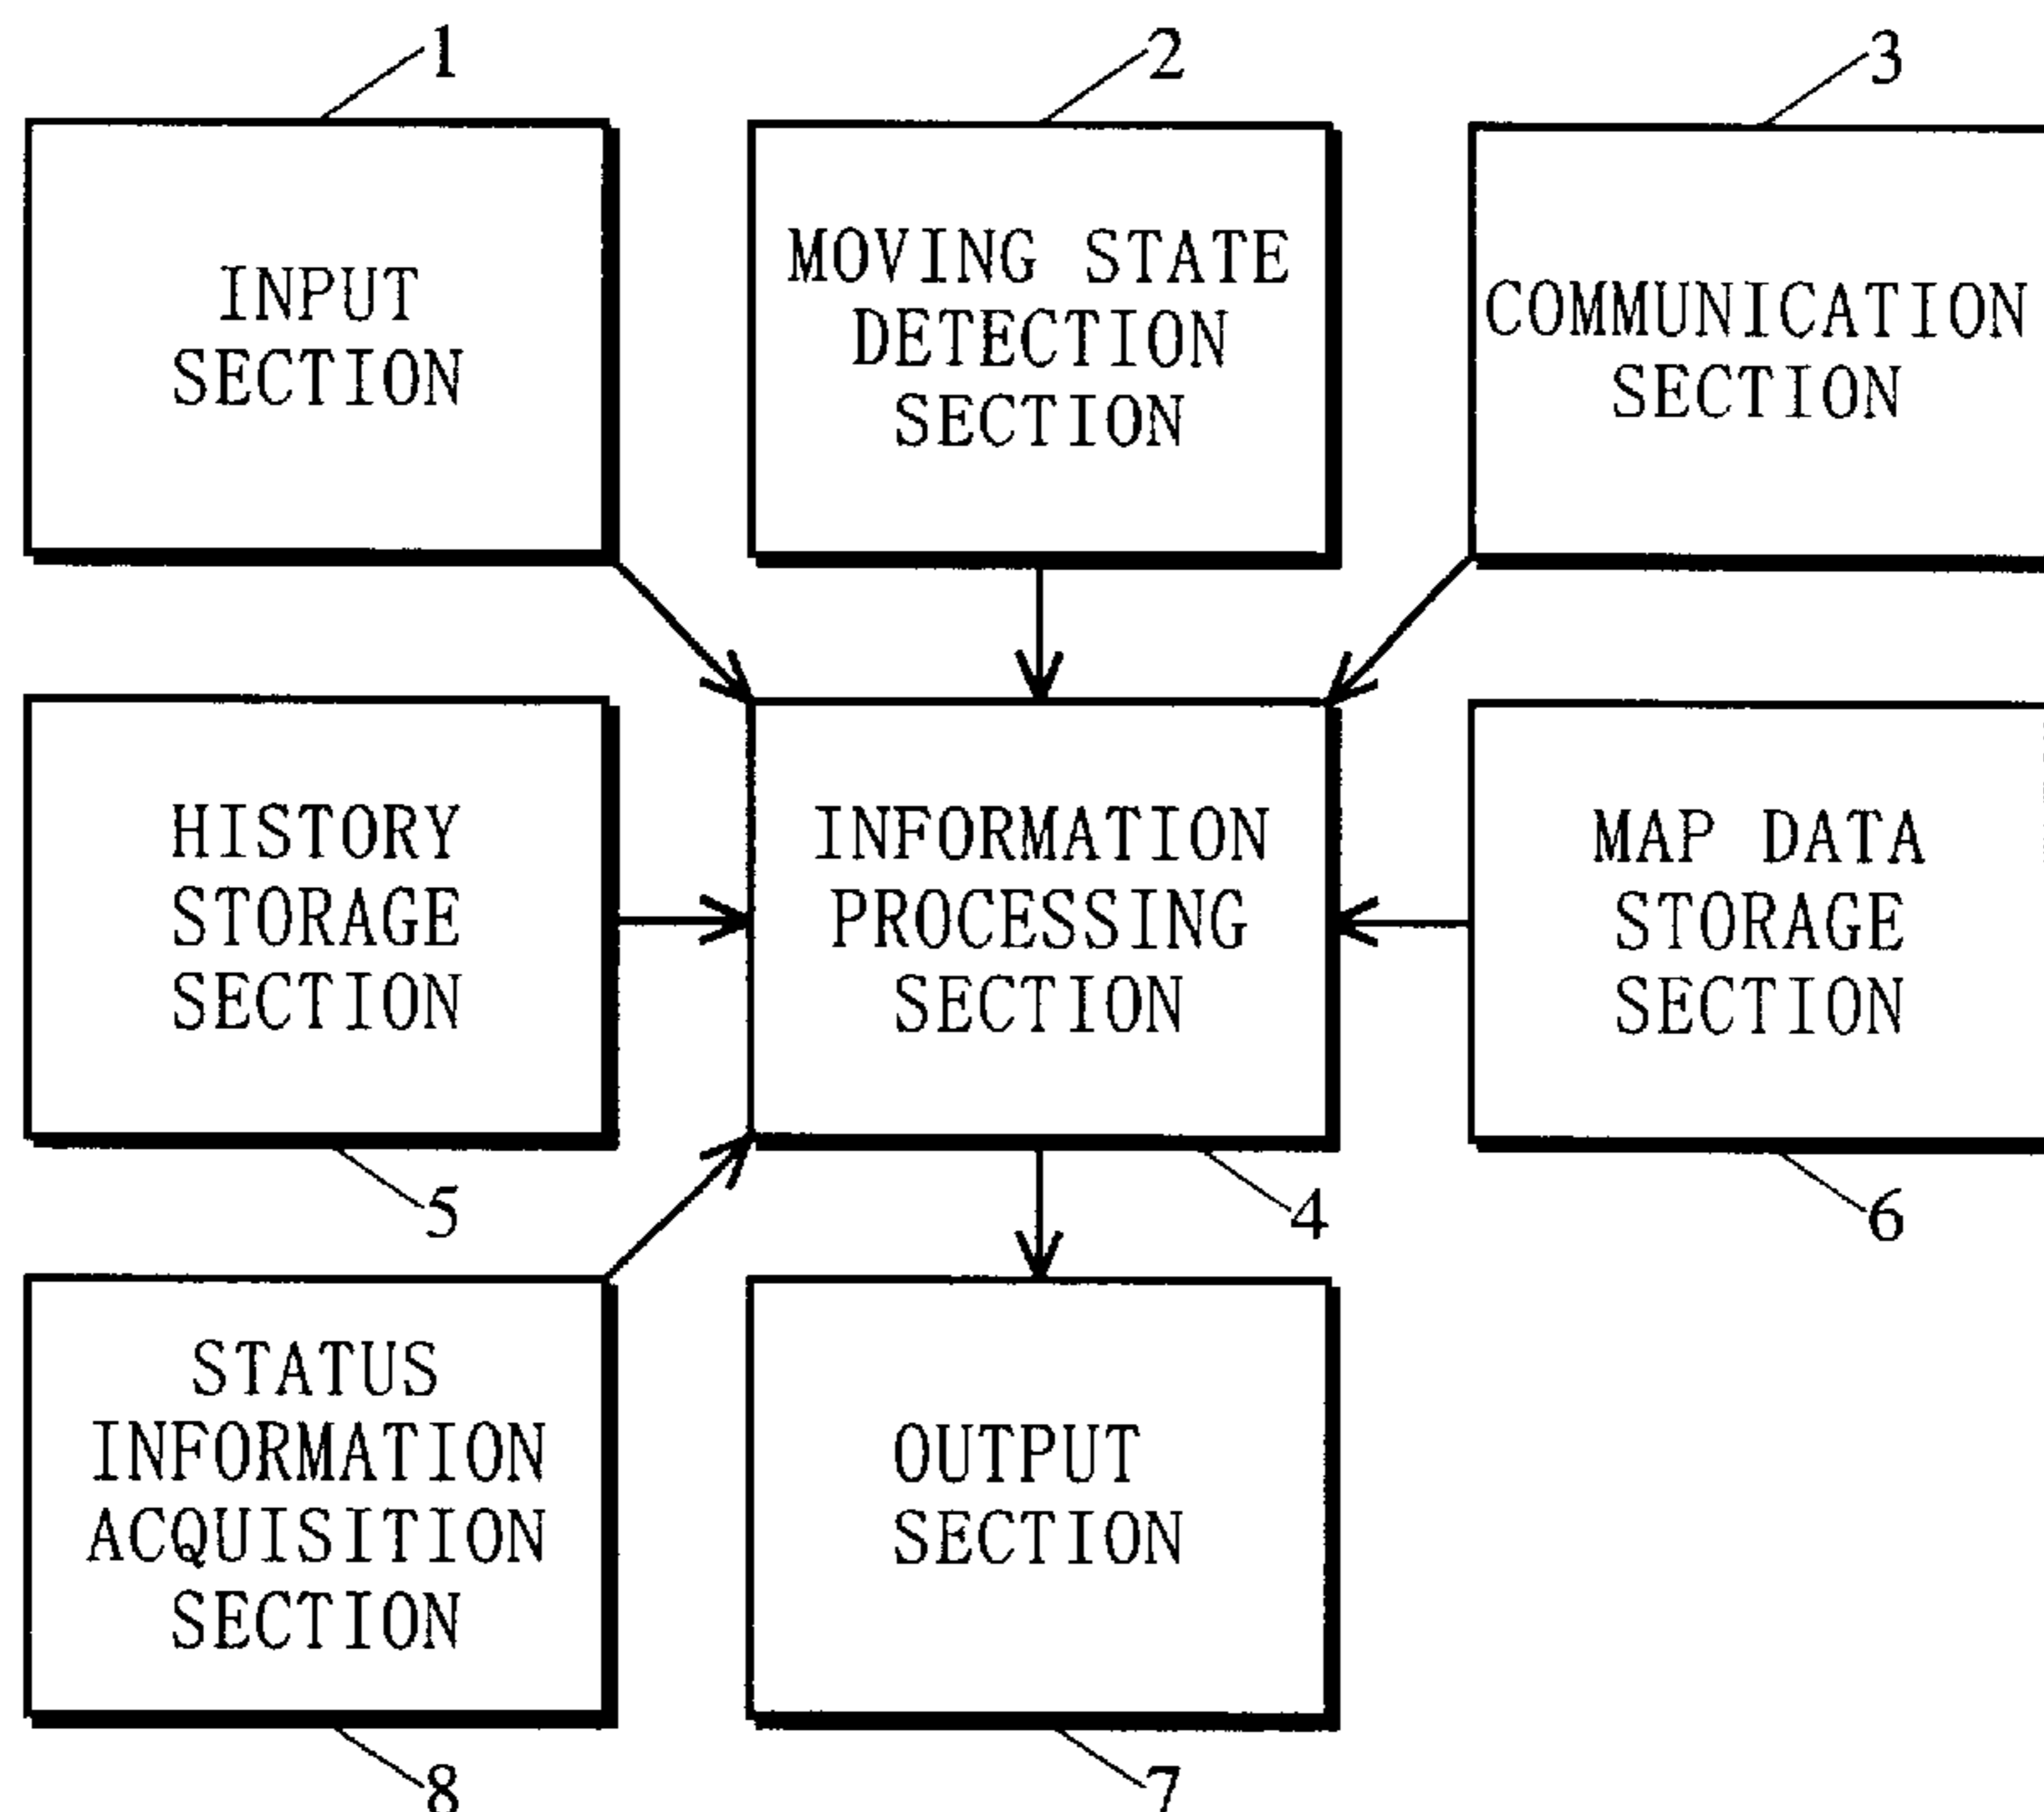 1
2
3
INPUT
SECTION
MOVING STATE
DETECTION
SECTION
COMMUNICATION
SECTION
HISTORY
STORAGE
SECTION
INFORMATION
PROCESSING
SECTION
MAP DATA
STORAGE
SECTION
5
4
6
STATUS
INFORMATION
ACQUISITION
SECTION
OUTPUT
SECTION
8
7